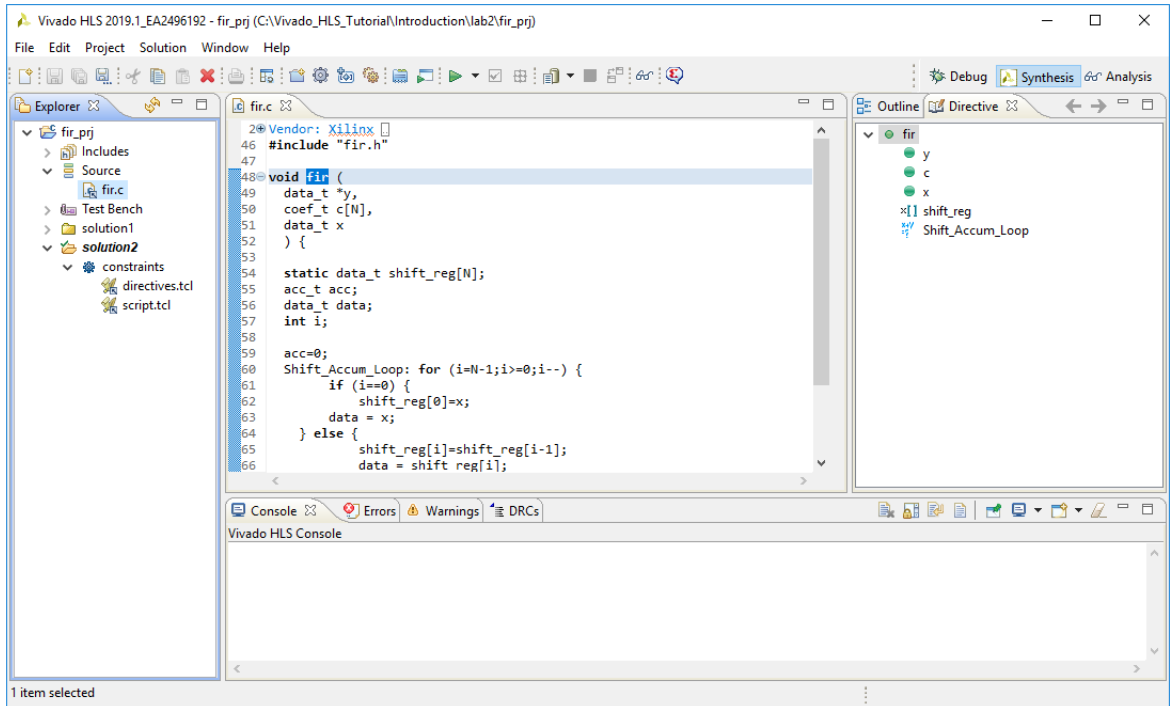 Vivado HLS 2019.1_EA2496192 - fir_prj (C:\Vivado_HLS_Tutorial\Introduction\lab2\fir_prj)
File Edit Project Solution Window Help
Debug Synthesis Analysis
Explorer
fir_prj
Includes
Source
fir.c
Test Bench
solution1
solution2
constraints
directives.tcl
script.tcl
fir.c
2 Vendor: Xilinx
46 #include "fir.h"
47
48 void fir (
49 data_t *y,
50 coef_t c[N],
51 data_t x
52 ) {
53
54 static data_t shift_reg[N];
55 acc_t acc;
56 data_t data;
57 int i;
58
59 acc=0;
60 Shift_Accum_Loop: for (i=N-1;i>=0;i--) {
61 if (i==0) {
62 shift_reg[0]=x;
63 data = x;
64 } else {
65 shift_reg[i]=shift_reg[i-1];
66 data = shift_reg[i];
Outline Directive
fir
y
c
x
x[] shift_reg
Shift_Accum_Loop
Console Errors Warnings DRCs
Vivado HLS Console
1 item selected